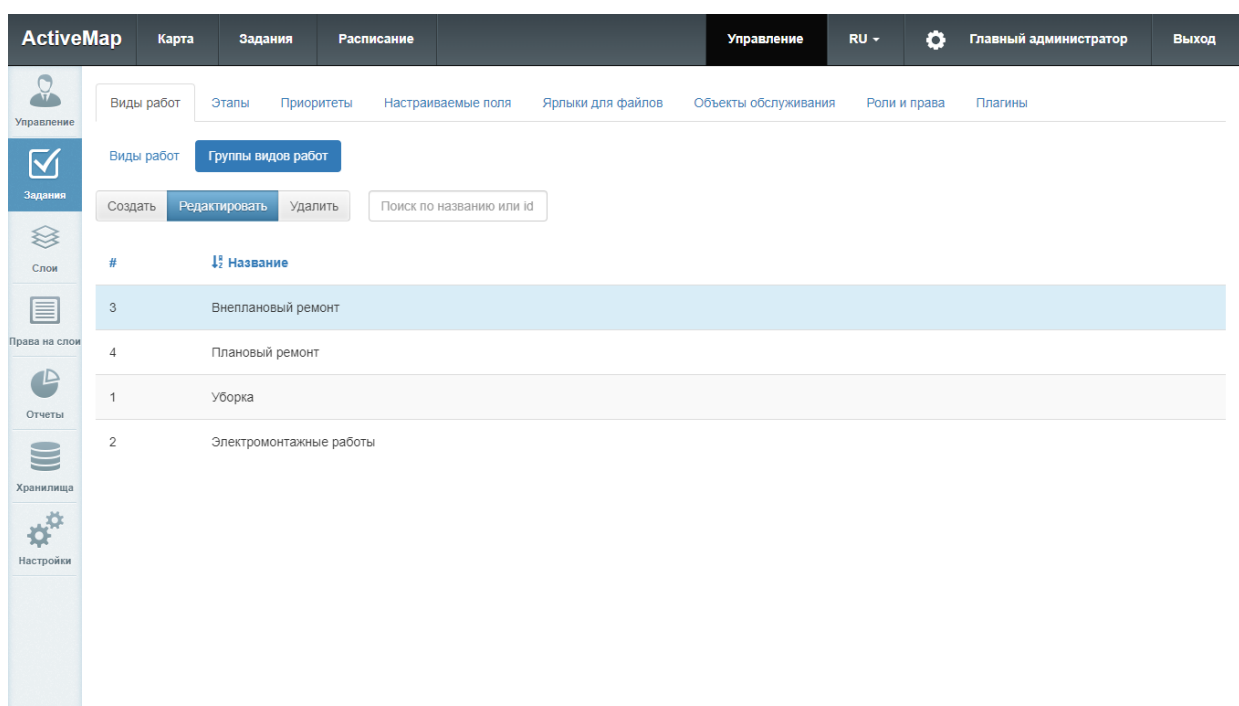 ActiveMap Карта Задания Расписание Управление RU Главный администратор Выход
Управление
Задания
Слои
Права на слои
Отчеты
Хранилища
Настройки
Виды работ Этапы Приоритеты Настраиваемые поля Ярлыки для файлов Объекты обслуживания Роли и права Плагины
Виды работ Группы видов работ
Создать Редактировать Удалить Поиск по названию или id
# Название
3 Внеплановый ремонт
4 Плановый ремонт
1 Уборка
2 Электромонтажные работы